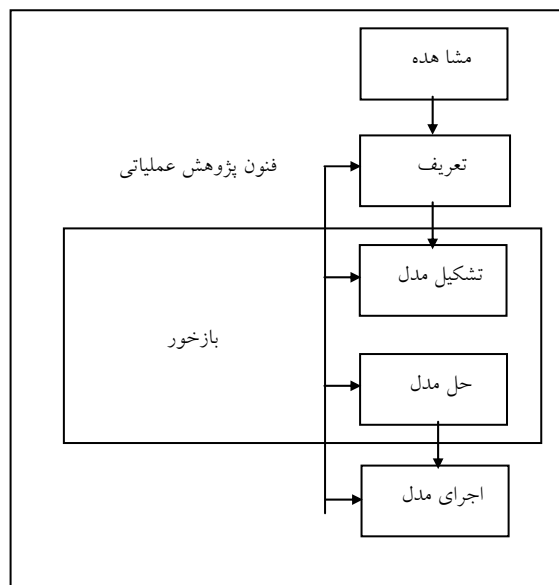 مشا هده
تعریف
فنون پژوهش عملیاتی
تشکیل مدل
بازخور
حل مدل
اجرای مدل